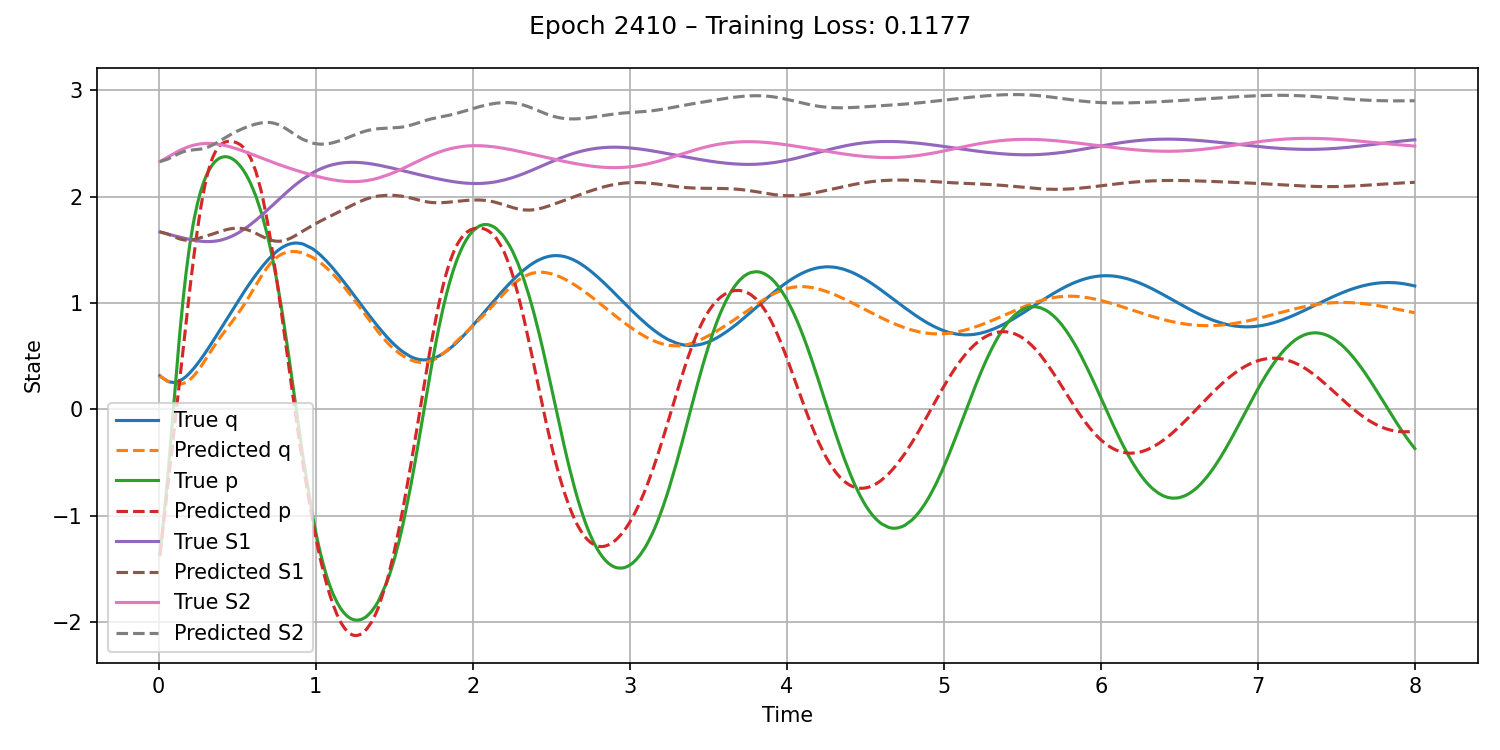 Epoch 2410 – Training Loss: 0.1177
3
2
1
0
−1
−2
State
True q
Predicted q
True p
Predicted p
True S1
Predicted S1
True S2
Predicted S2
0 1 2 3 4 5 6 7 8
Time